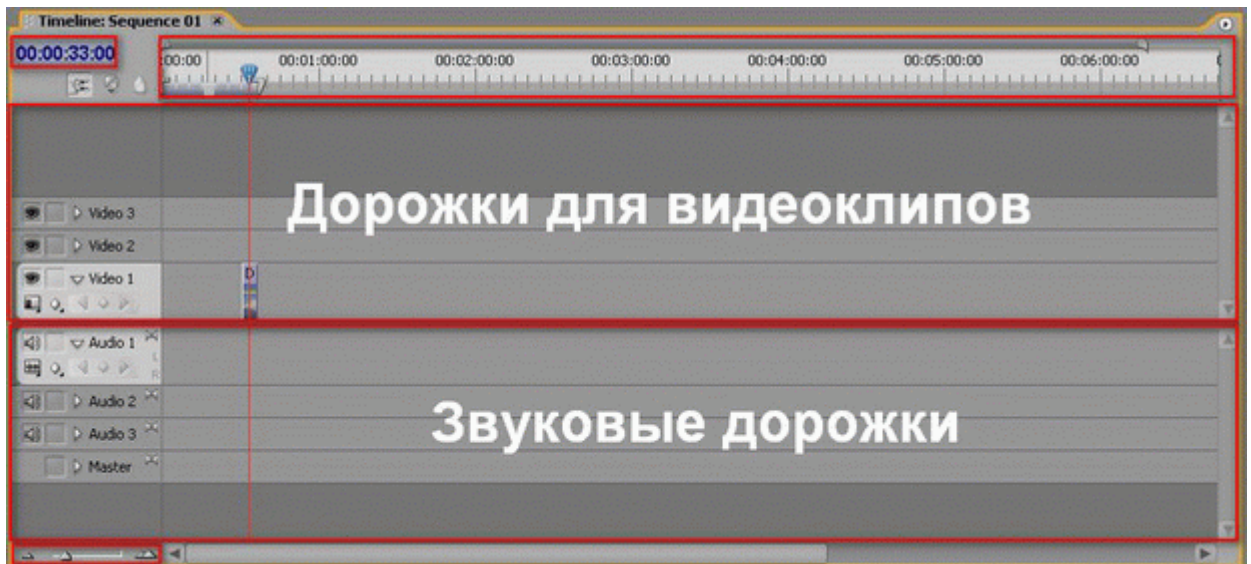 Timeline: Sequence 01 ×
00:00:33:00
:00:00 00:01:00:00 00:02:00:00 00:03:00:00 00:04:00:00 00:05:00:00 00:06:00:00
Дорожки для видеоклипов
Video 3
Video 2
Video 1
D
Audio 1
L
R
Audio 2
Звуковые дорожки
Audio 3
Master